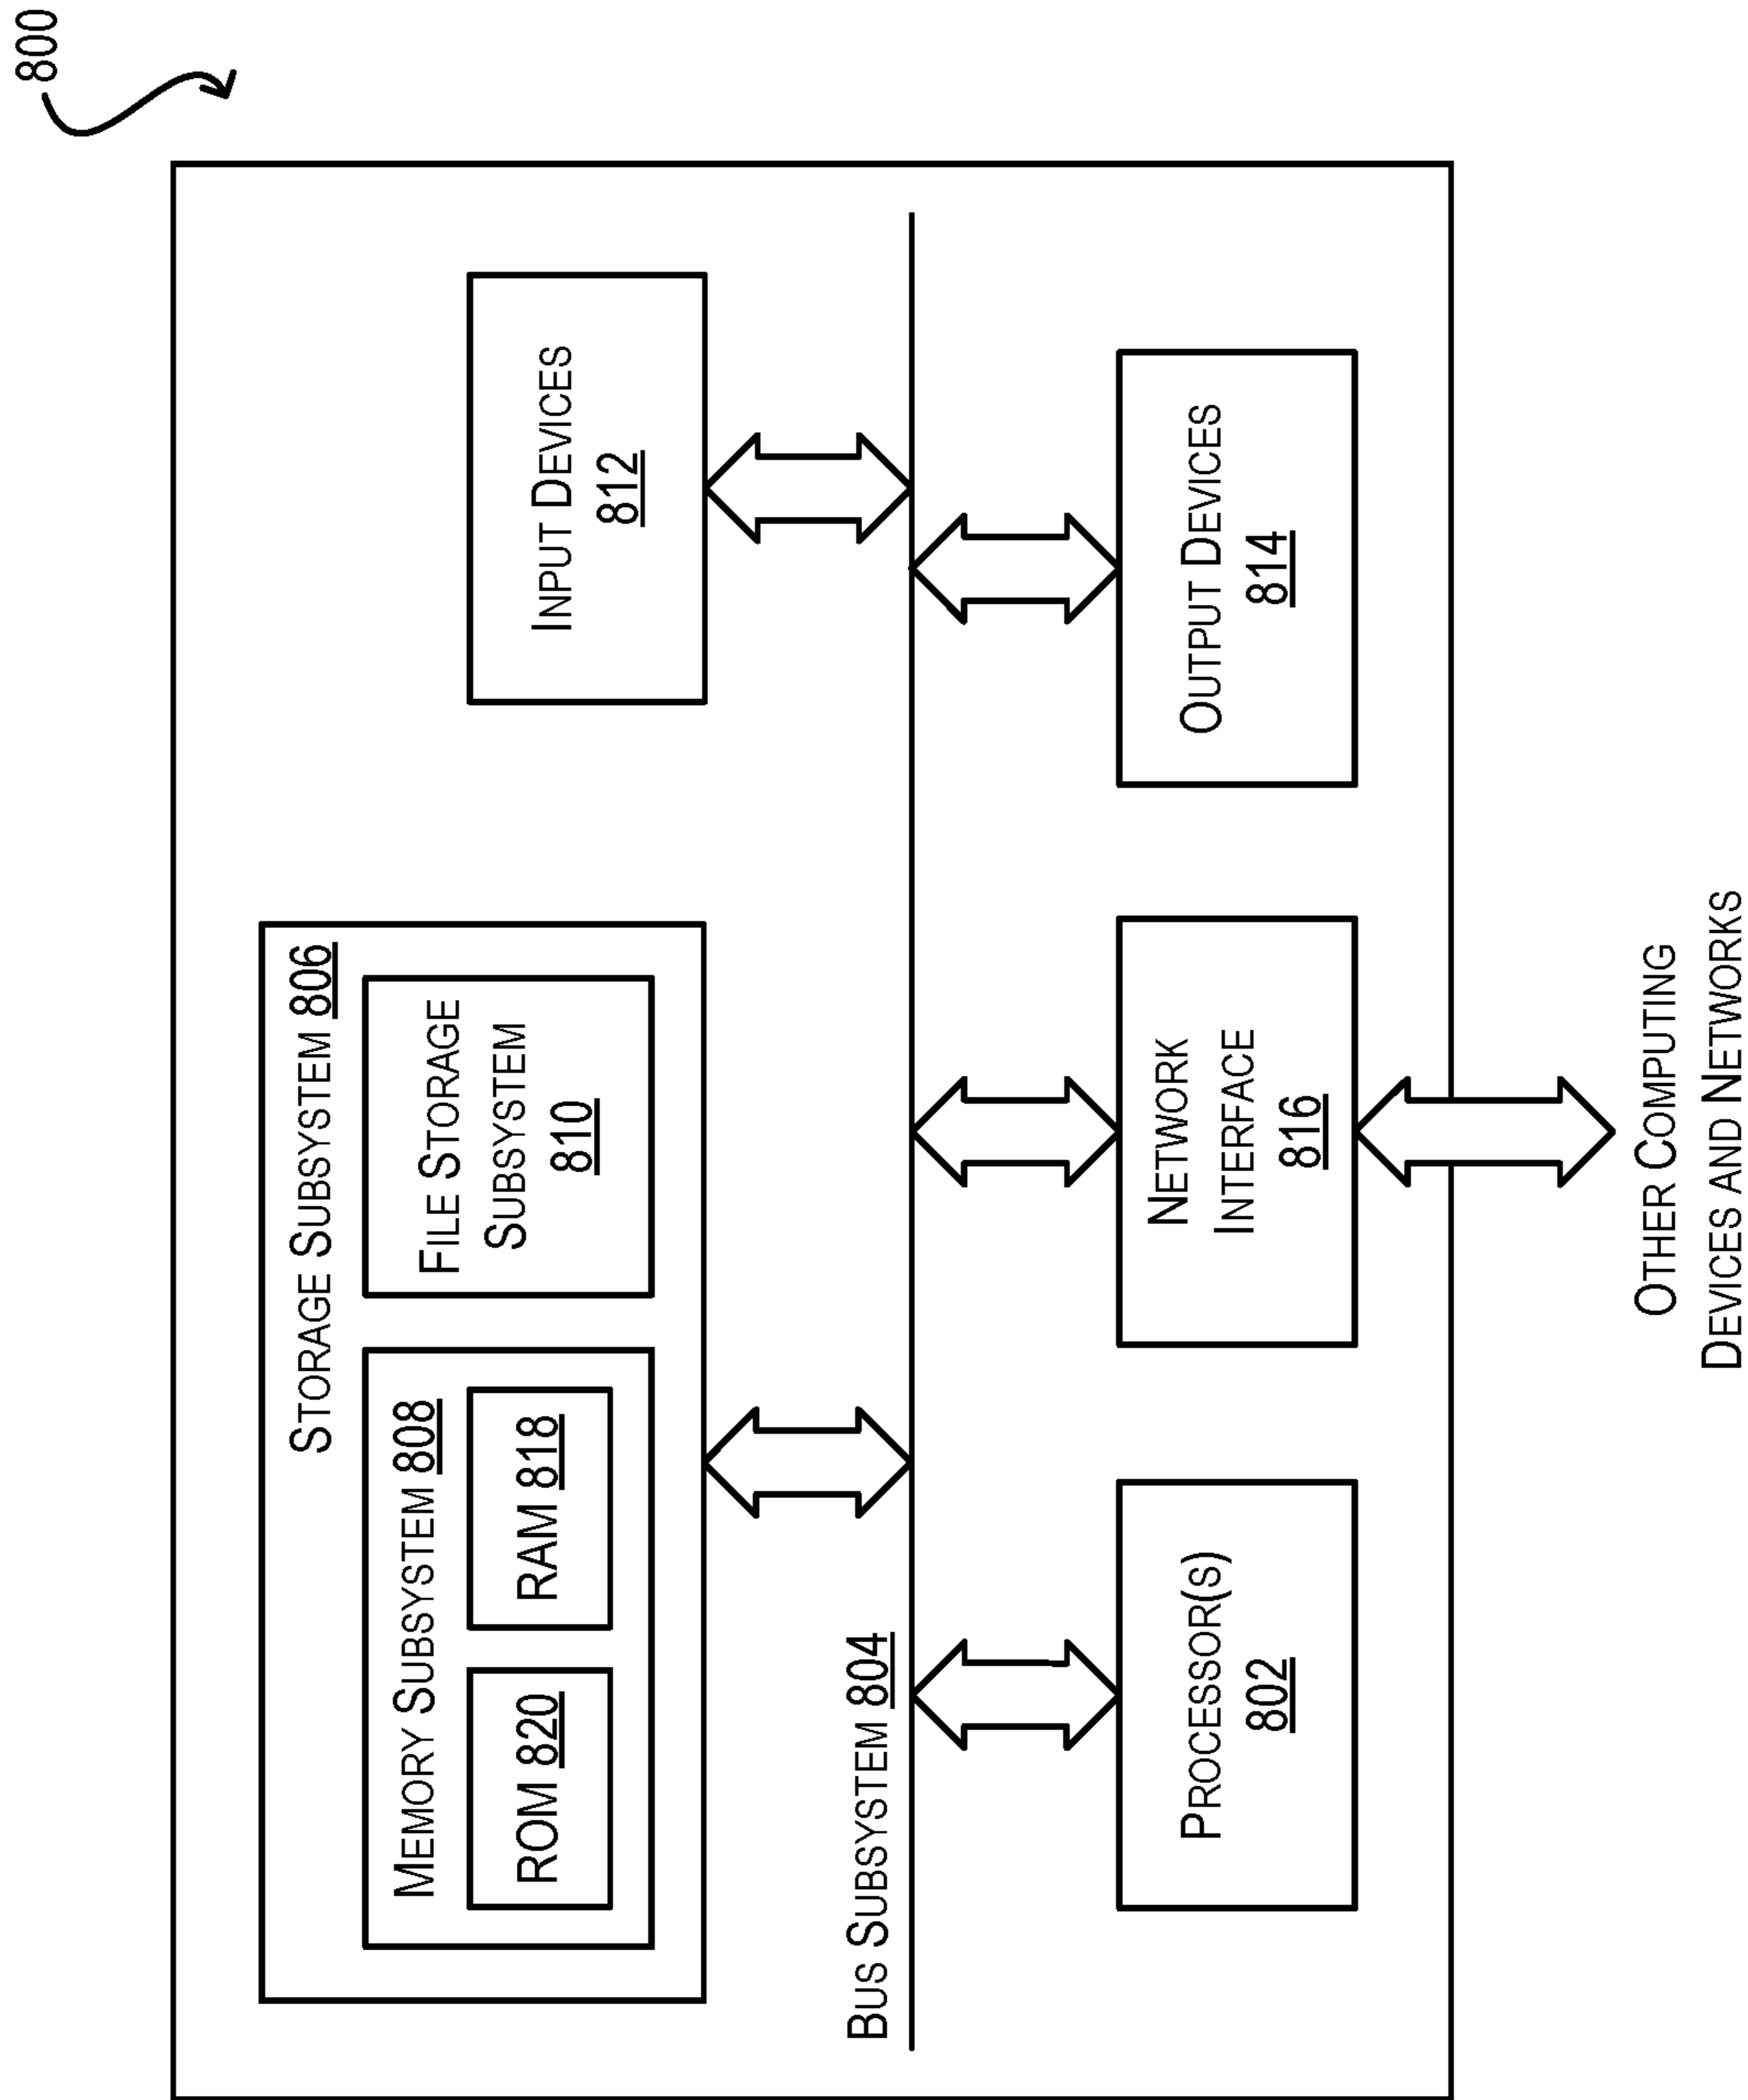 800
STORAGE SUBSYSTEM 806
MEMORY SUBSYSTEM 808
ROM 820
RAM 818
FILE STORAGE
SUBSYSTEM
810
INPUT DEVICES
812
BUS SUBSYSTEM 804
PROCESSOR(S)
802
NETWORK
INTERFACE
816
OUTPUT DEVICES
814
OTHER COMPUTING
DEVICES AND NETWORKS